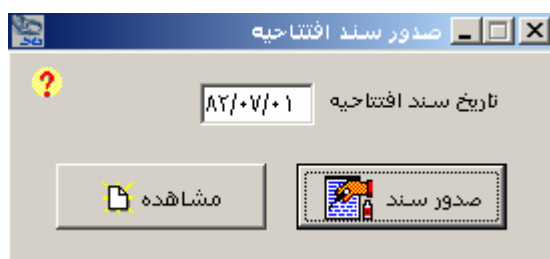 صدور سند افتتاحیه
تاریخ سند افتتاحیه ۸۲/۰۷/۰۱
صدور سند مشاهده